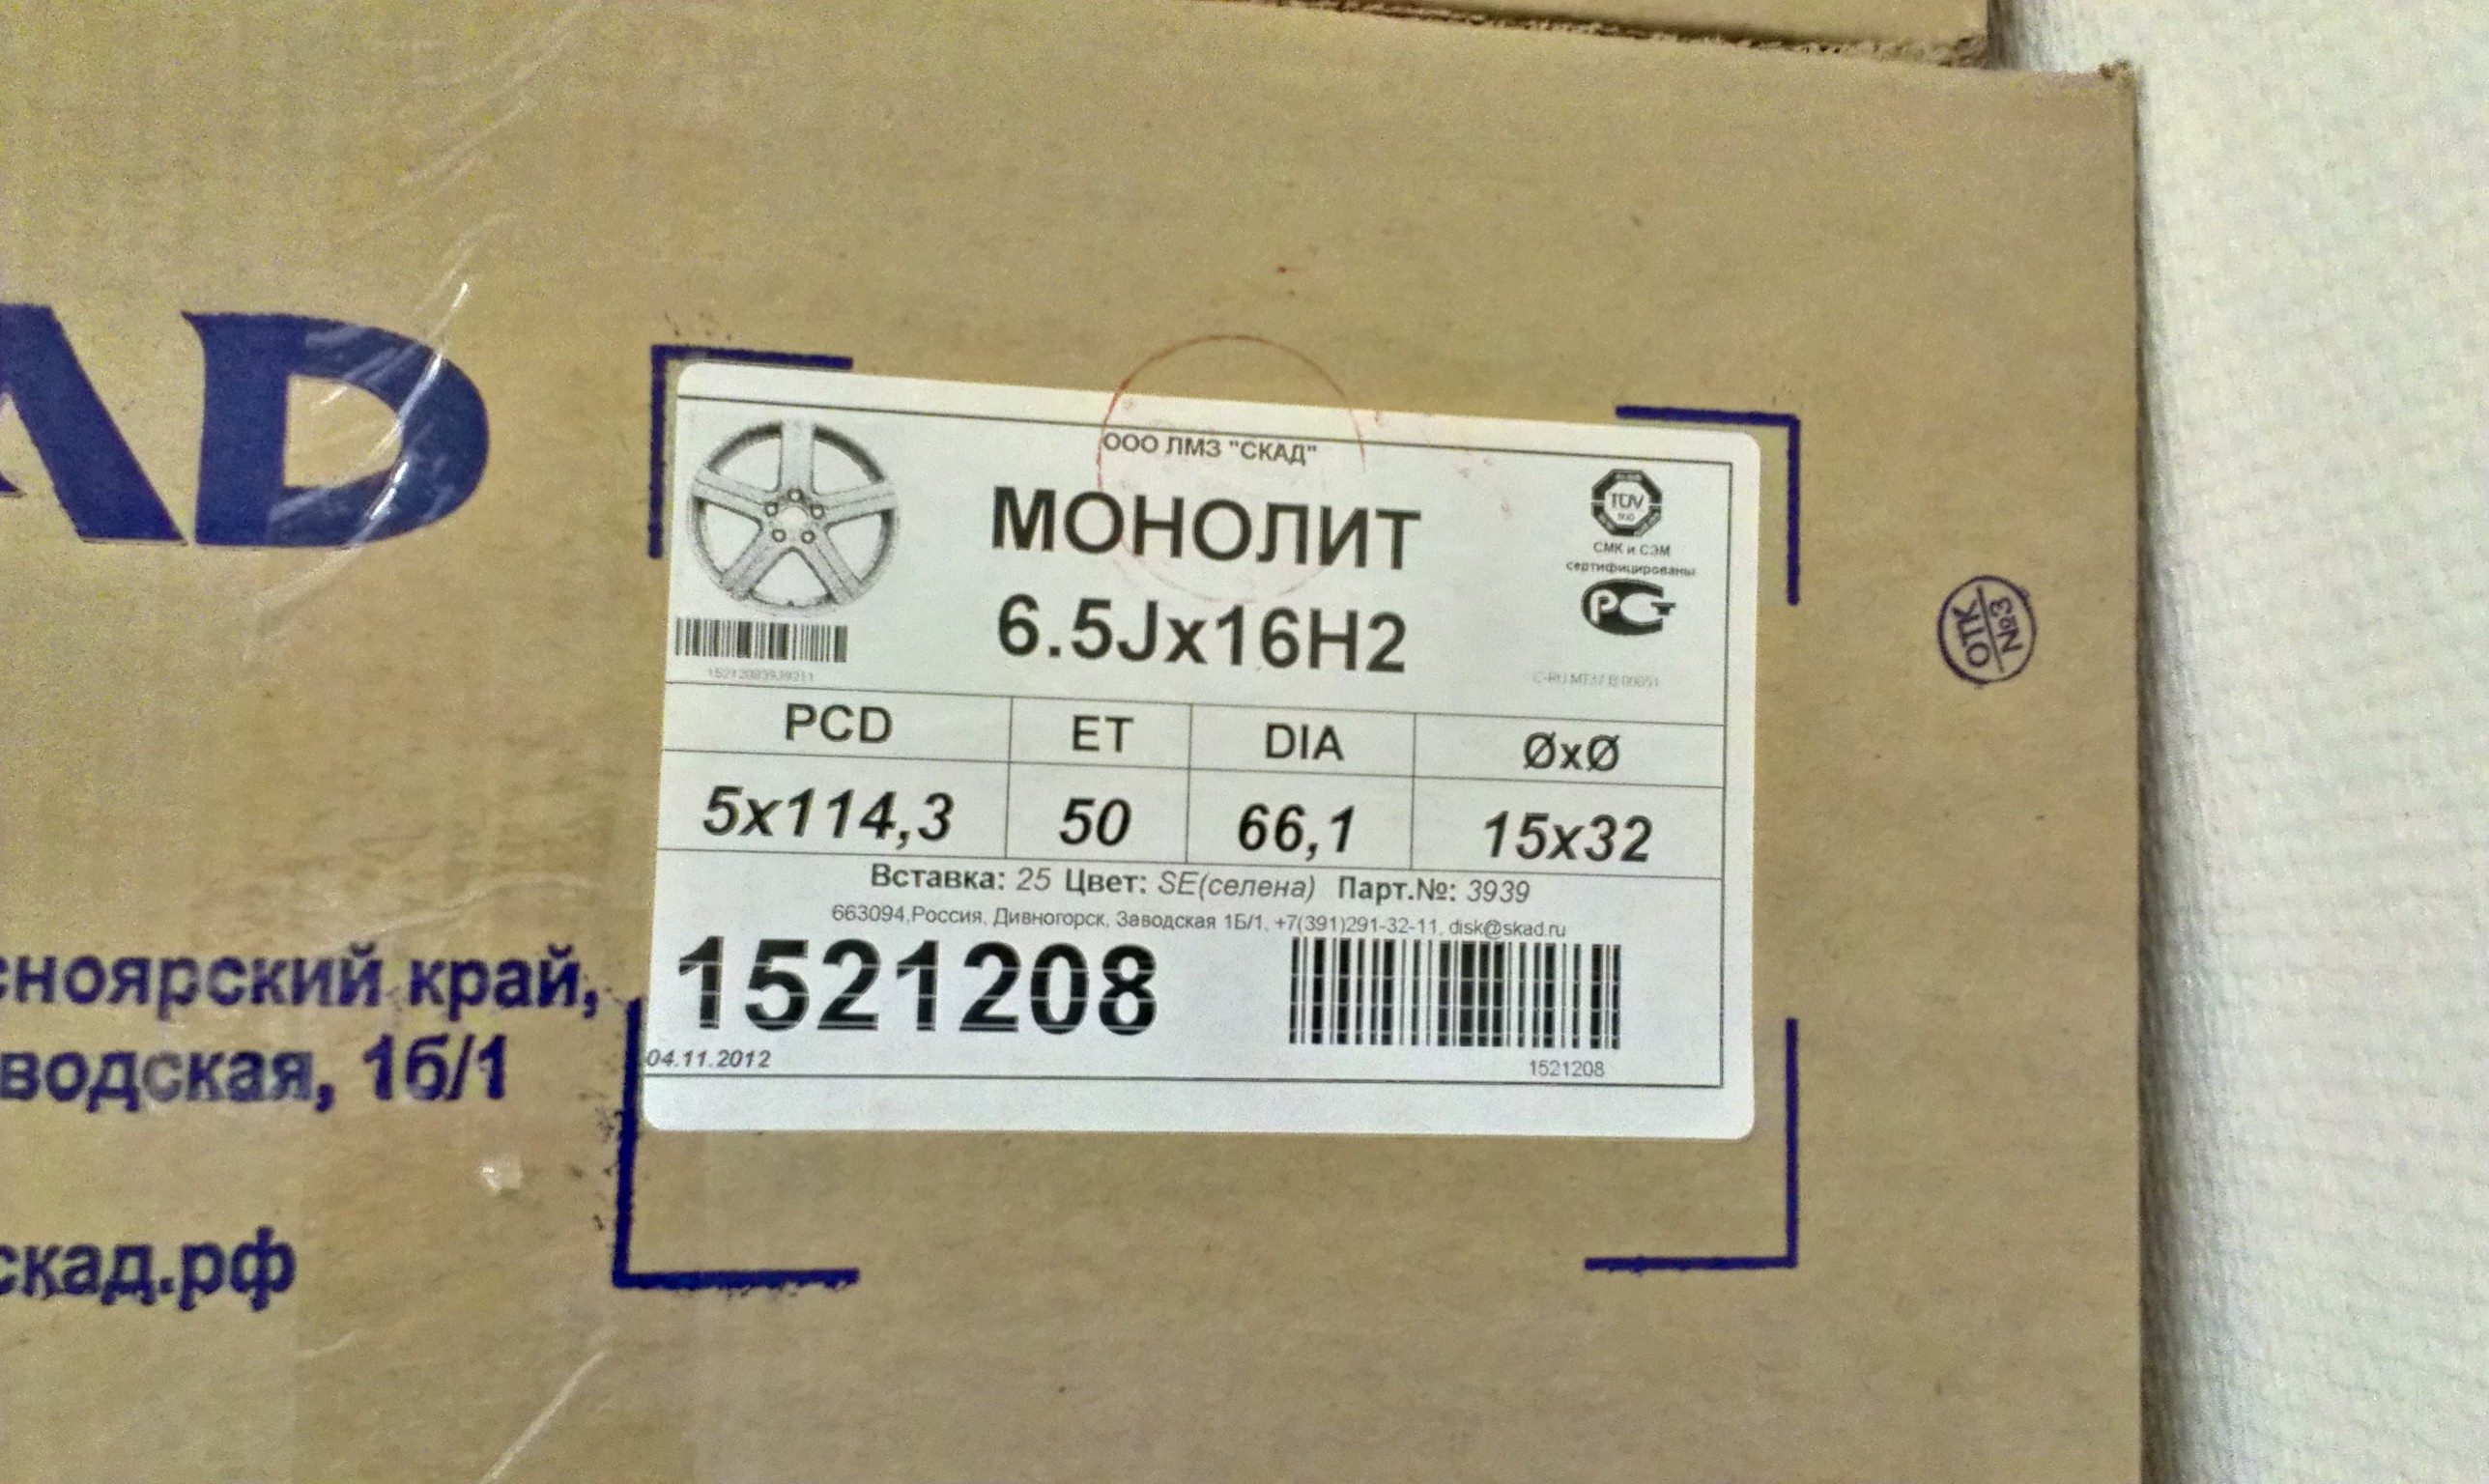 AD
ООО ЛМЗ "СКАД"
МОНОЛИТ
6.5Jx16H2
TÜV
СМК и СЭМ
сертифицированы
РСТ
PCD ET DIA ØxØ
5x114,3 50 66,1 15x32
Вставка: 25 Цвет: SE(селена) Парт.№: 3939
663094,Россия, Дивногорск, Заводская 1Б/1, +7(391)291-32-11, disk@skad.ru
1521208
04.11.2012
1521208
ОТК
№3
сноярский край,
водская, 1б/1
скад.рф